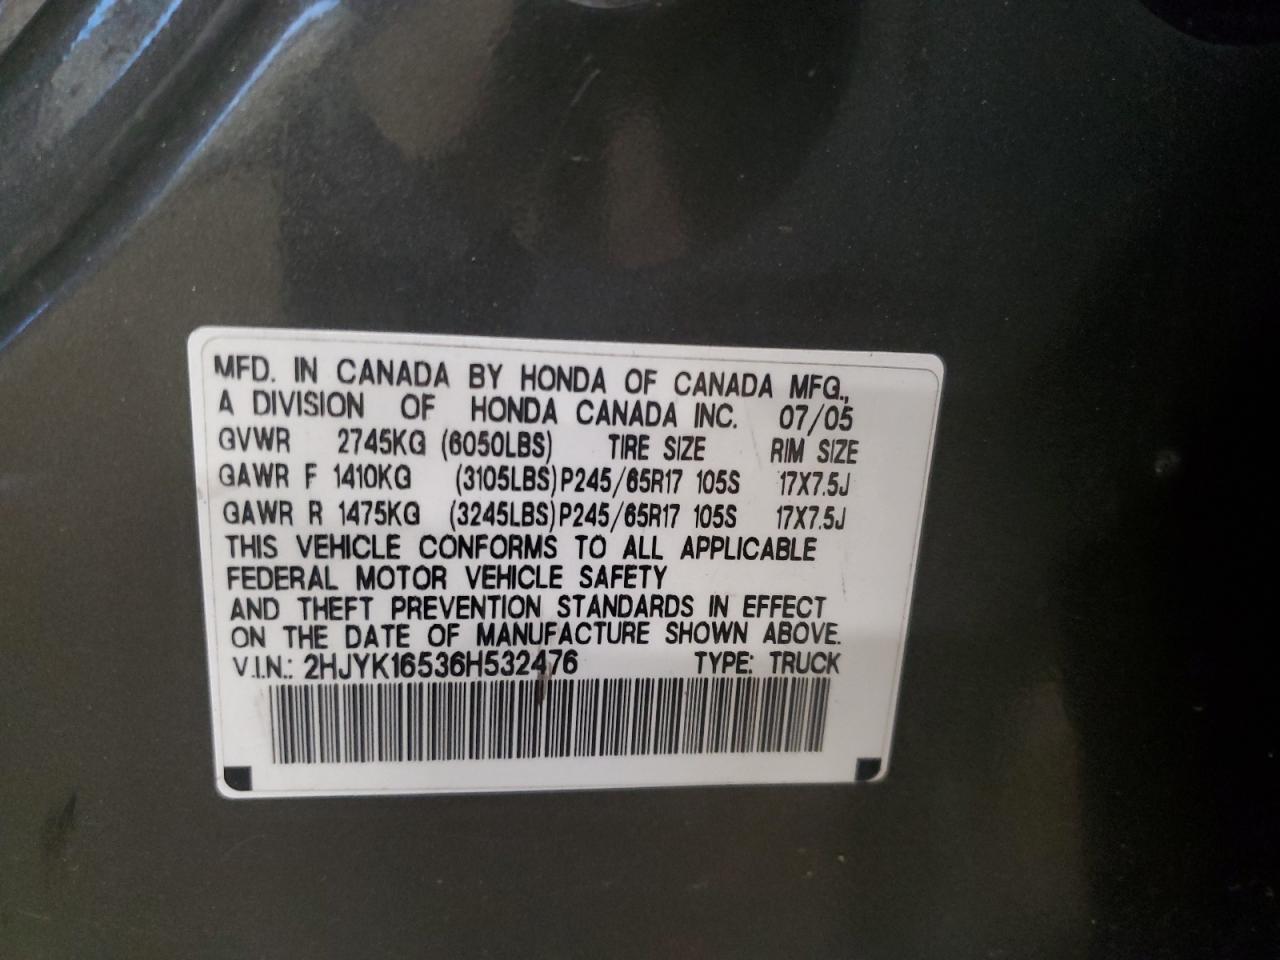 MFD. IN CANADA BY HONDA OF CANADA MFG.,
A DIVISION OF HONDA CANADA INC. 07/05
GVWR 2745KG (6050LBS) TIRE SIZE RIM SIZE
GAWR F 1410KG (3105LBS) P245/65R17 105S 17X7.5J
GAWR R 1475KG (3245LBS) P245/65R17 105S 17X7.5J
THIS VEHICLE CONFORMS TO ALL APPLICABLE
FEDERAL MOTOR VEHICLE SAFETY
AND THEFT PREVENTION STANDARDS IN EFFECT
ON THE DATE OF MANUFACTURE SHOWN ABOVE.
V.I.N.: 2HJYK16536H532476 TYPE: TRUCK